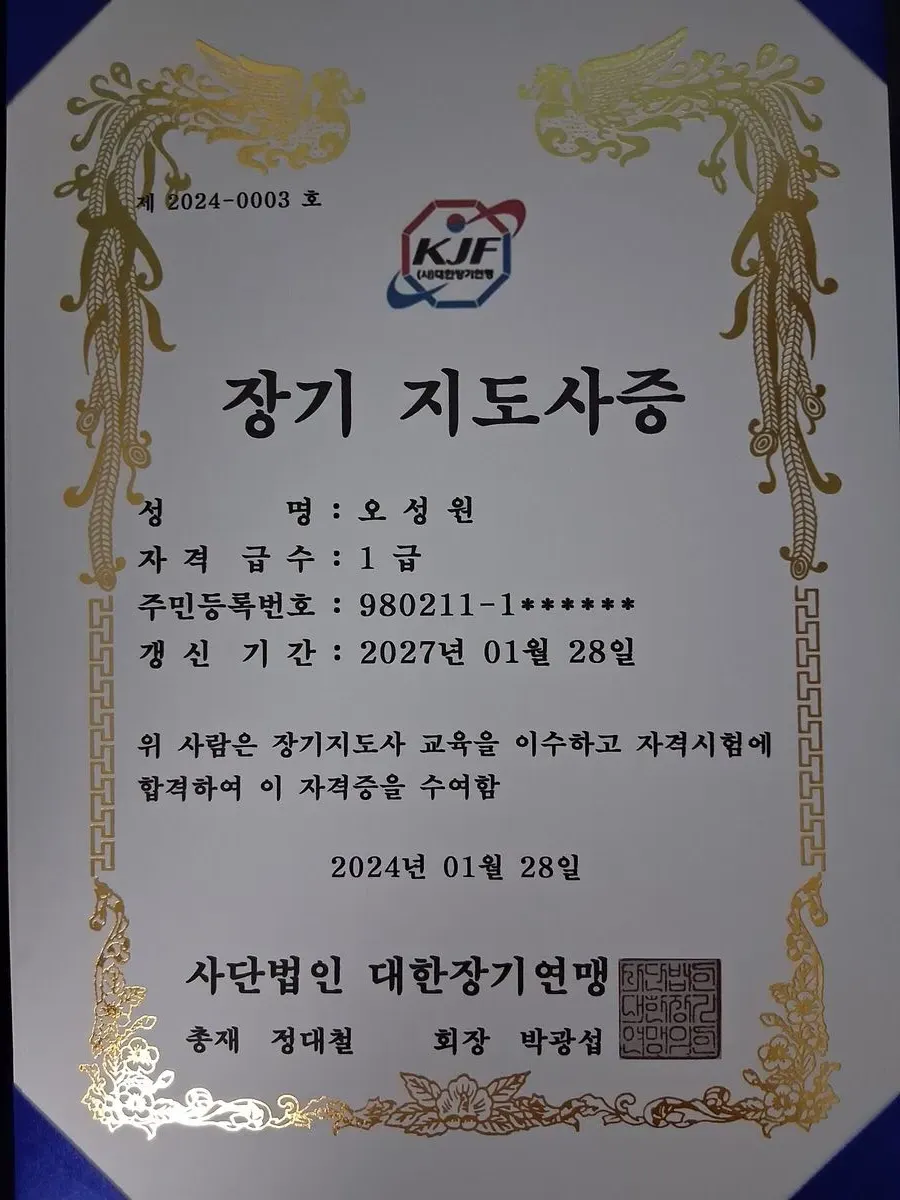 제 2024-0003 호
KJF
(사)대한장기연맹
장기 지도사증
성 명 : 오 성 원
자 격 급 수 : 1 급
주민등록번호 : 980211-1******
갱 신 기 간 : 2027년 01월 28일
위 사람은 장기지도사 교육을 이수하고 자격시험에
합격하여 이 자격증을 수여함
2024년 01월 28일
사단법인 대한장기연맹
총재 정대철 회장 박광섭